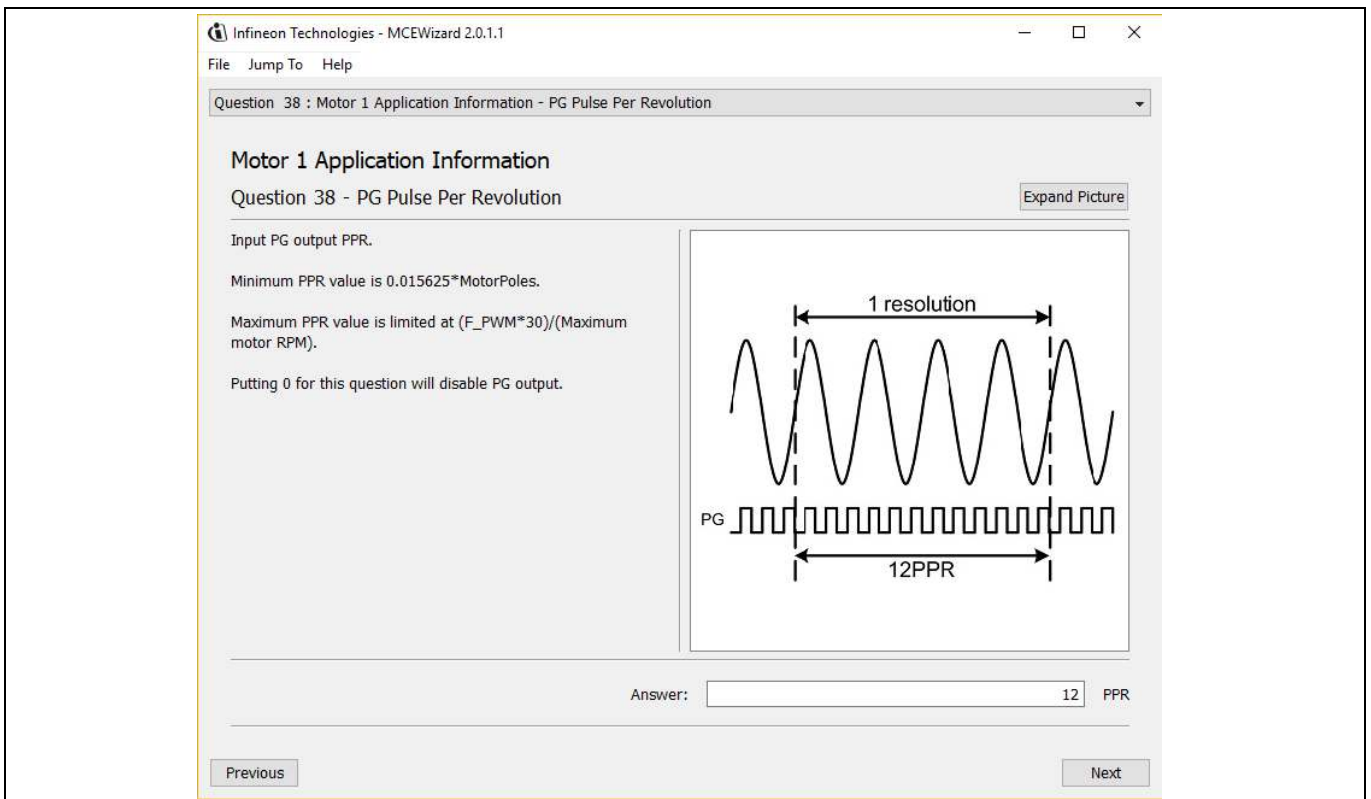 Infineon Technologies - MCEWizard 2.0.1.1
File Jump To Help
Question 38 : Motor 1 Application Information - PG Pulse Per Revolution
Motor 1 Application Information
Question 38 - PG Pulse Per Revolution
Expand Picture
Input PG output PPR.
Minimum PPR value is 0.015625*MotorPoles.
Maximum PPR value is limited at (F_PWM*30)/(Maximum
motor RPM).
Putting 0 for this question will disable PG output.
1 resolution
PG
12PPR
Answer: 12 PPR
Previous
Next